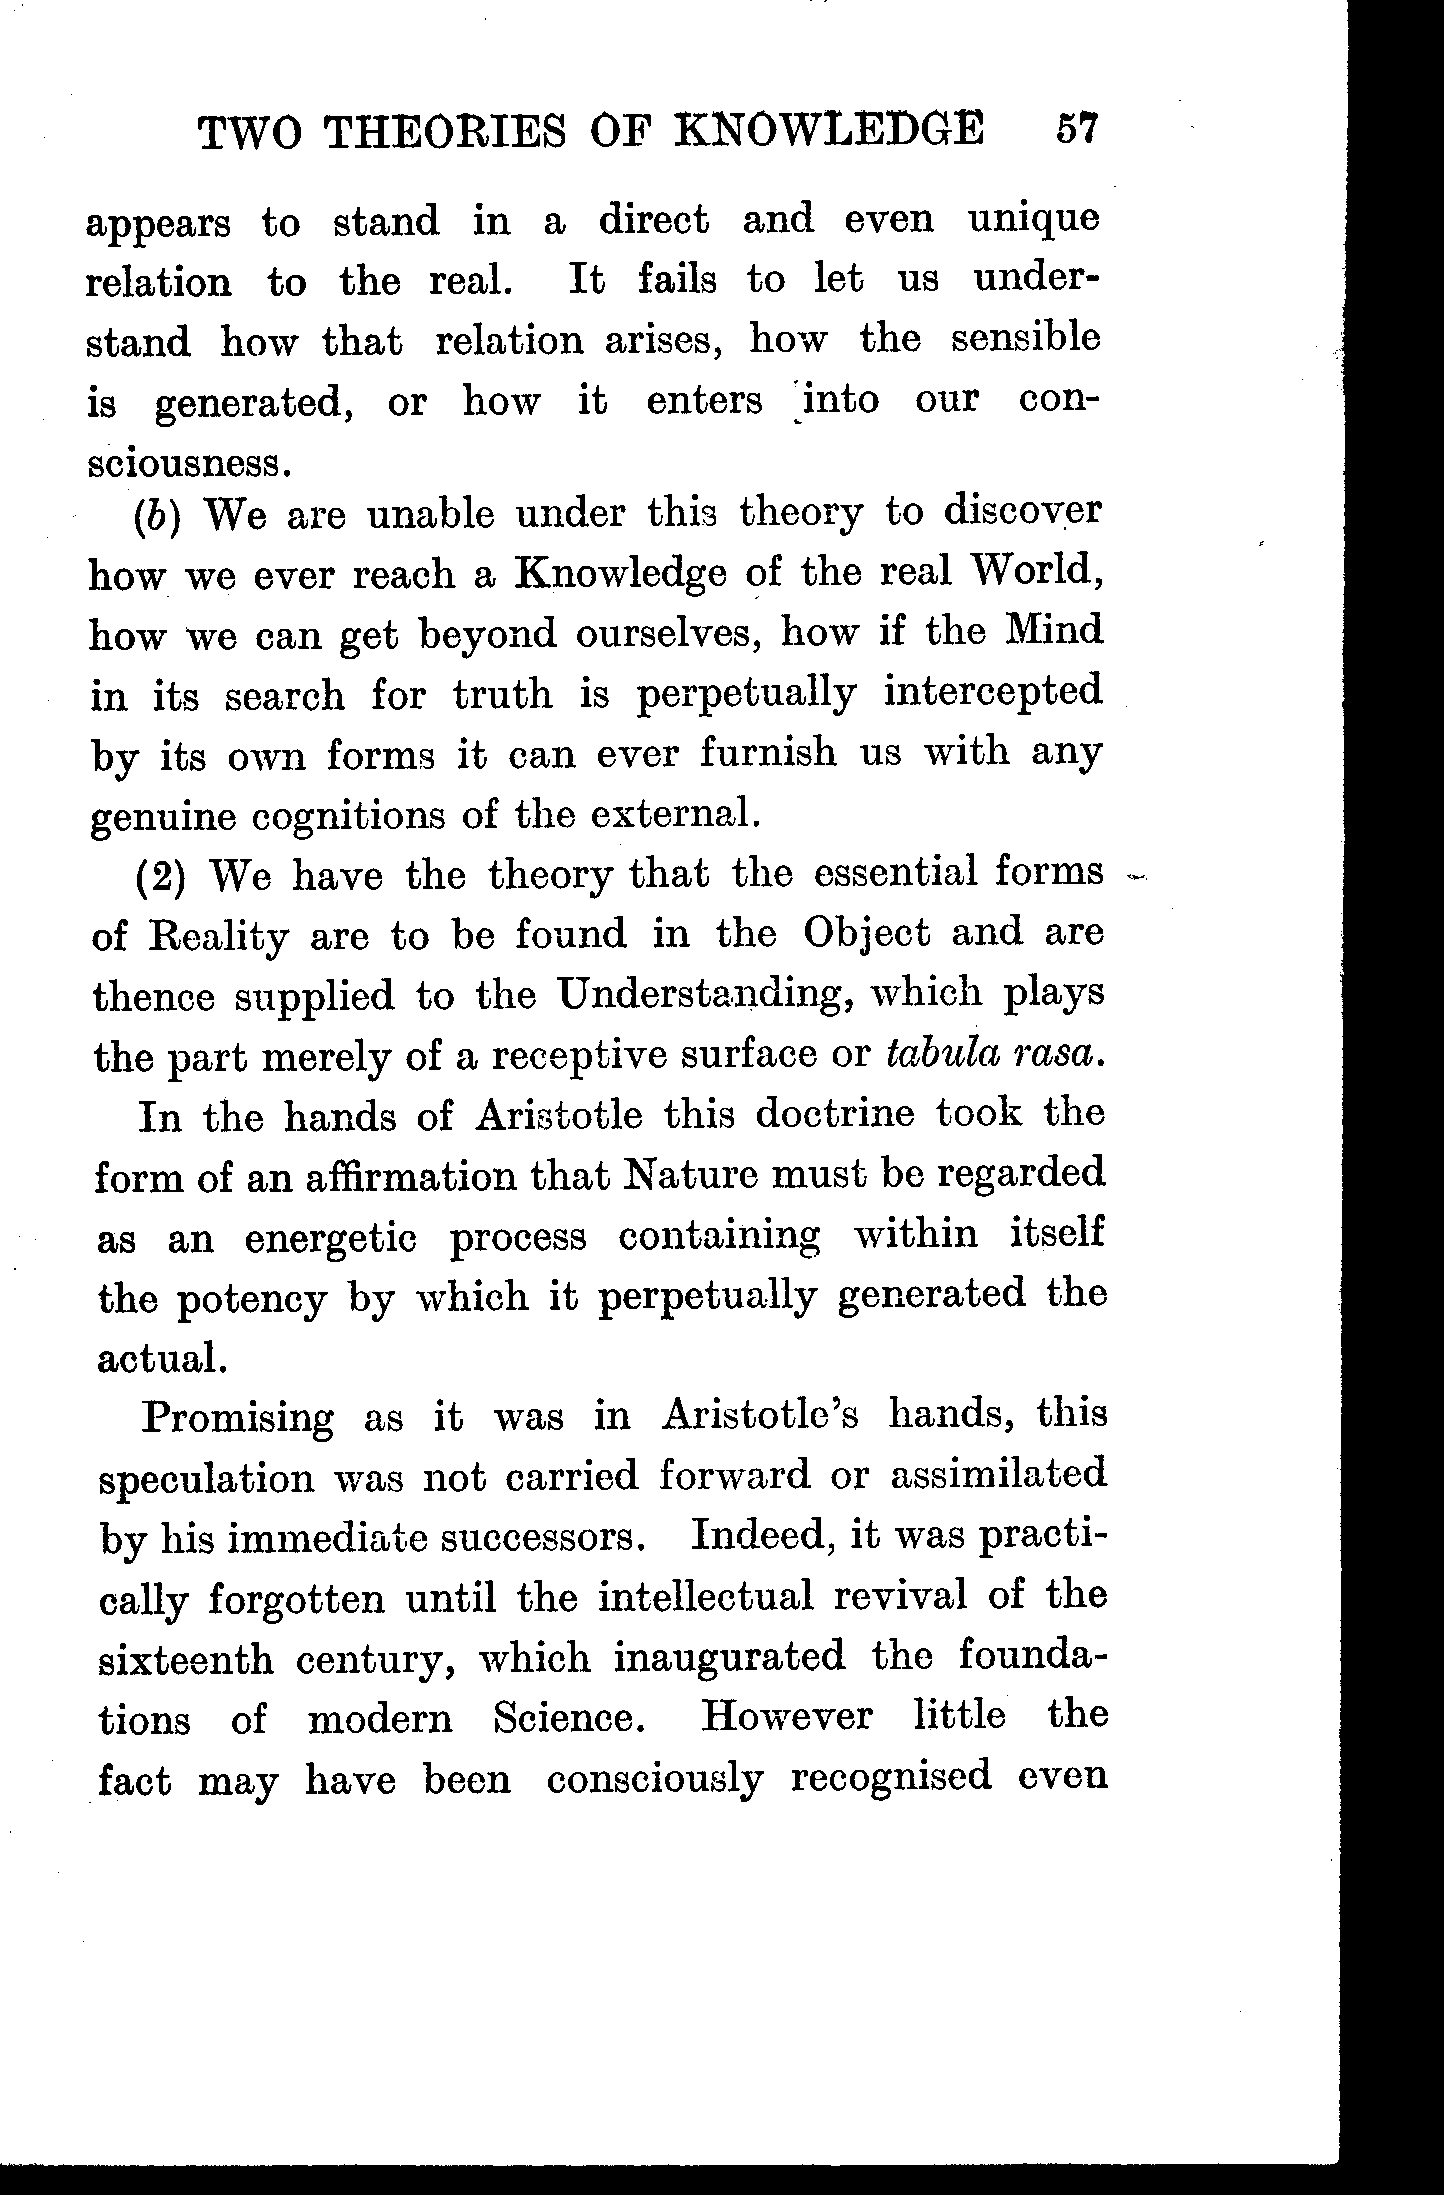 TWO THEORIES OF KNOWLEDGE 57
appears to stand in a direct and even unique
relation to the real. It fails to let us under-
stand how that relation arises, how the sensible
is generated, or how it enters into our con-
sciousness.
(b) We are unable under this theory to discover
how we ever reach a Knowledge of the real World,
how we can get beyond ourselves, how if the Mind
in its search for truth is perpetually intercepted
by its own forms it can ever furnish us with any
genuine cognitions of the external.
(2) We have the theory that the essential forms
of Reality are to be found in the Object and are
thence supplied to the Understanding, which plays
the part merely of a receptive surface or tabula rasa.
In the hands of Aristotle this doctrine took the
form of an affirmation that Nature must be regarded
as an energetic process containing within itself
the potency by which it perpetually generated the
actual.
Promising as it was in Aristotle's hands, this
speculation was not carried forward or assimilated
by his immediate successors. Indeed, it was practi-
cally forgotten until the intellectual revival of the
sixteenth century, which inaugurated the founda-
tions of modern Science. However little the
fact may have been consciously recognised even